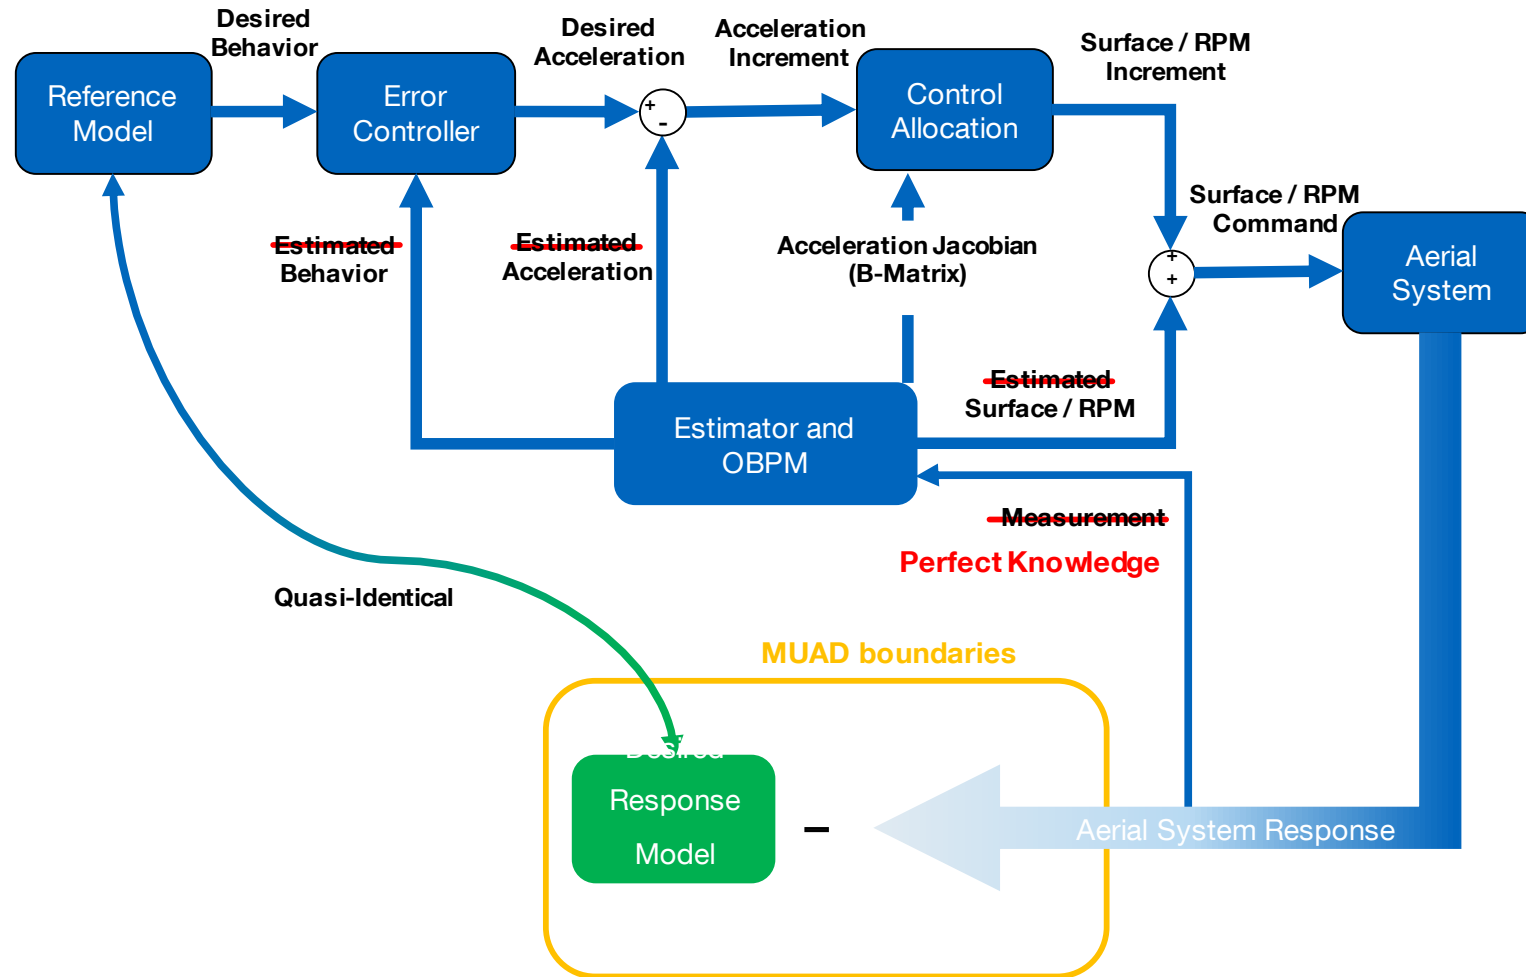 Desired
Behavior
Desired
Acceleration
Acceleration
Increment
Surface / RPM
Increment
Reference
Model
Error
Controller
+
-
Control
Allocation
Surface / RPM
Command
Estimated
Behavior
Estimated
Acceleration
Acceleration Jacobian
(B-Matrix)
+
+
Aerial
System
Estimated
Surface / RPM
Estimator and
OBPM
Measurement
Perfect Knowledge
Quasi-Identical
MUAD boundaries
Desired
Response
Model
–
Aerial System Response